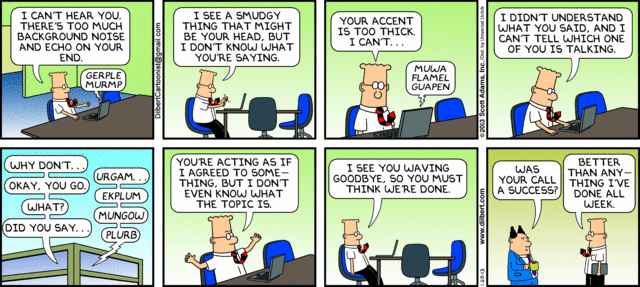 I CAN'T HEAR YOU.
THERE'S TOO MUCH
BACKGROUND NOISE
AND ECHO ON YOUR
END.
GERPLE
MURMP
DilbertCartoonist@gmail.com
I SEE A SMUDGY
THING THAT MIGHT
BE YOUR HEAD, BUT
I DON'T KNOW WHAT
YOU'RE SAYING.
YOUR ACCENT
IS TOO THICK.
I CAN'T...
MUWJA
FLAMEL
GUAPEN
©2013 Scott Adams, Inc. /Dist. by Universal Uclick
I DIDN'T UNDERSTAND
WHAT YOU SAID, AND I
CAN'T TELL WHICH ONE
OF YOU IS TALKING.
WHY DON'T...
OKAY, YOU GO.
WHAT?
DID YOU SAY...
URGAM...
EKPLUM
MUNGOW
PLURB
YOU'RE ACTING AS IF
I AGREED TO SOME-
THING, BUT I DON'T
EVEN KNOW WHAT
THE TOPIC IS.
I SEE YOU WAVING
GOODBYE, SO YOU MUST
THINK WE'RE DONE.
www.dilbert.com
1-20-13
WAS
YOUR CALL
A SUCCESS?
BETTER
THAN ANY-
THING I'VE
DONE ALL
WEEK.